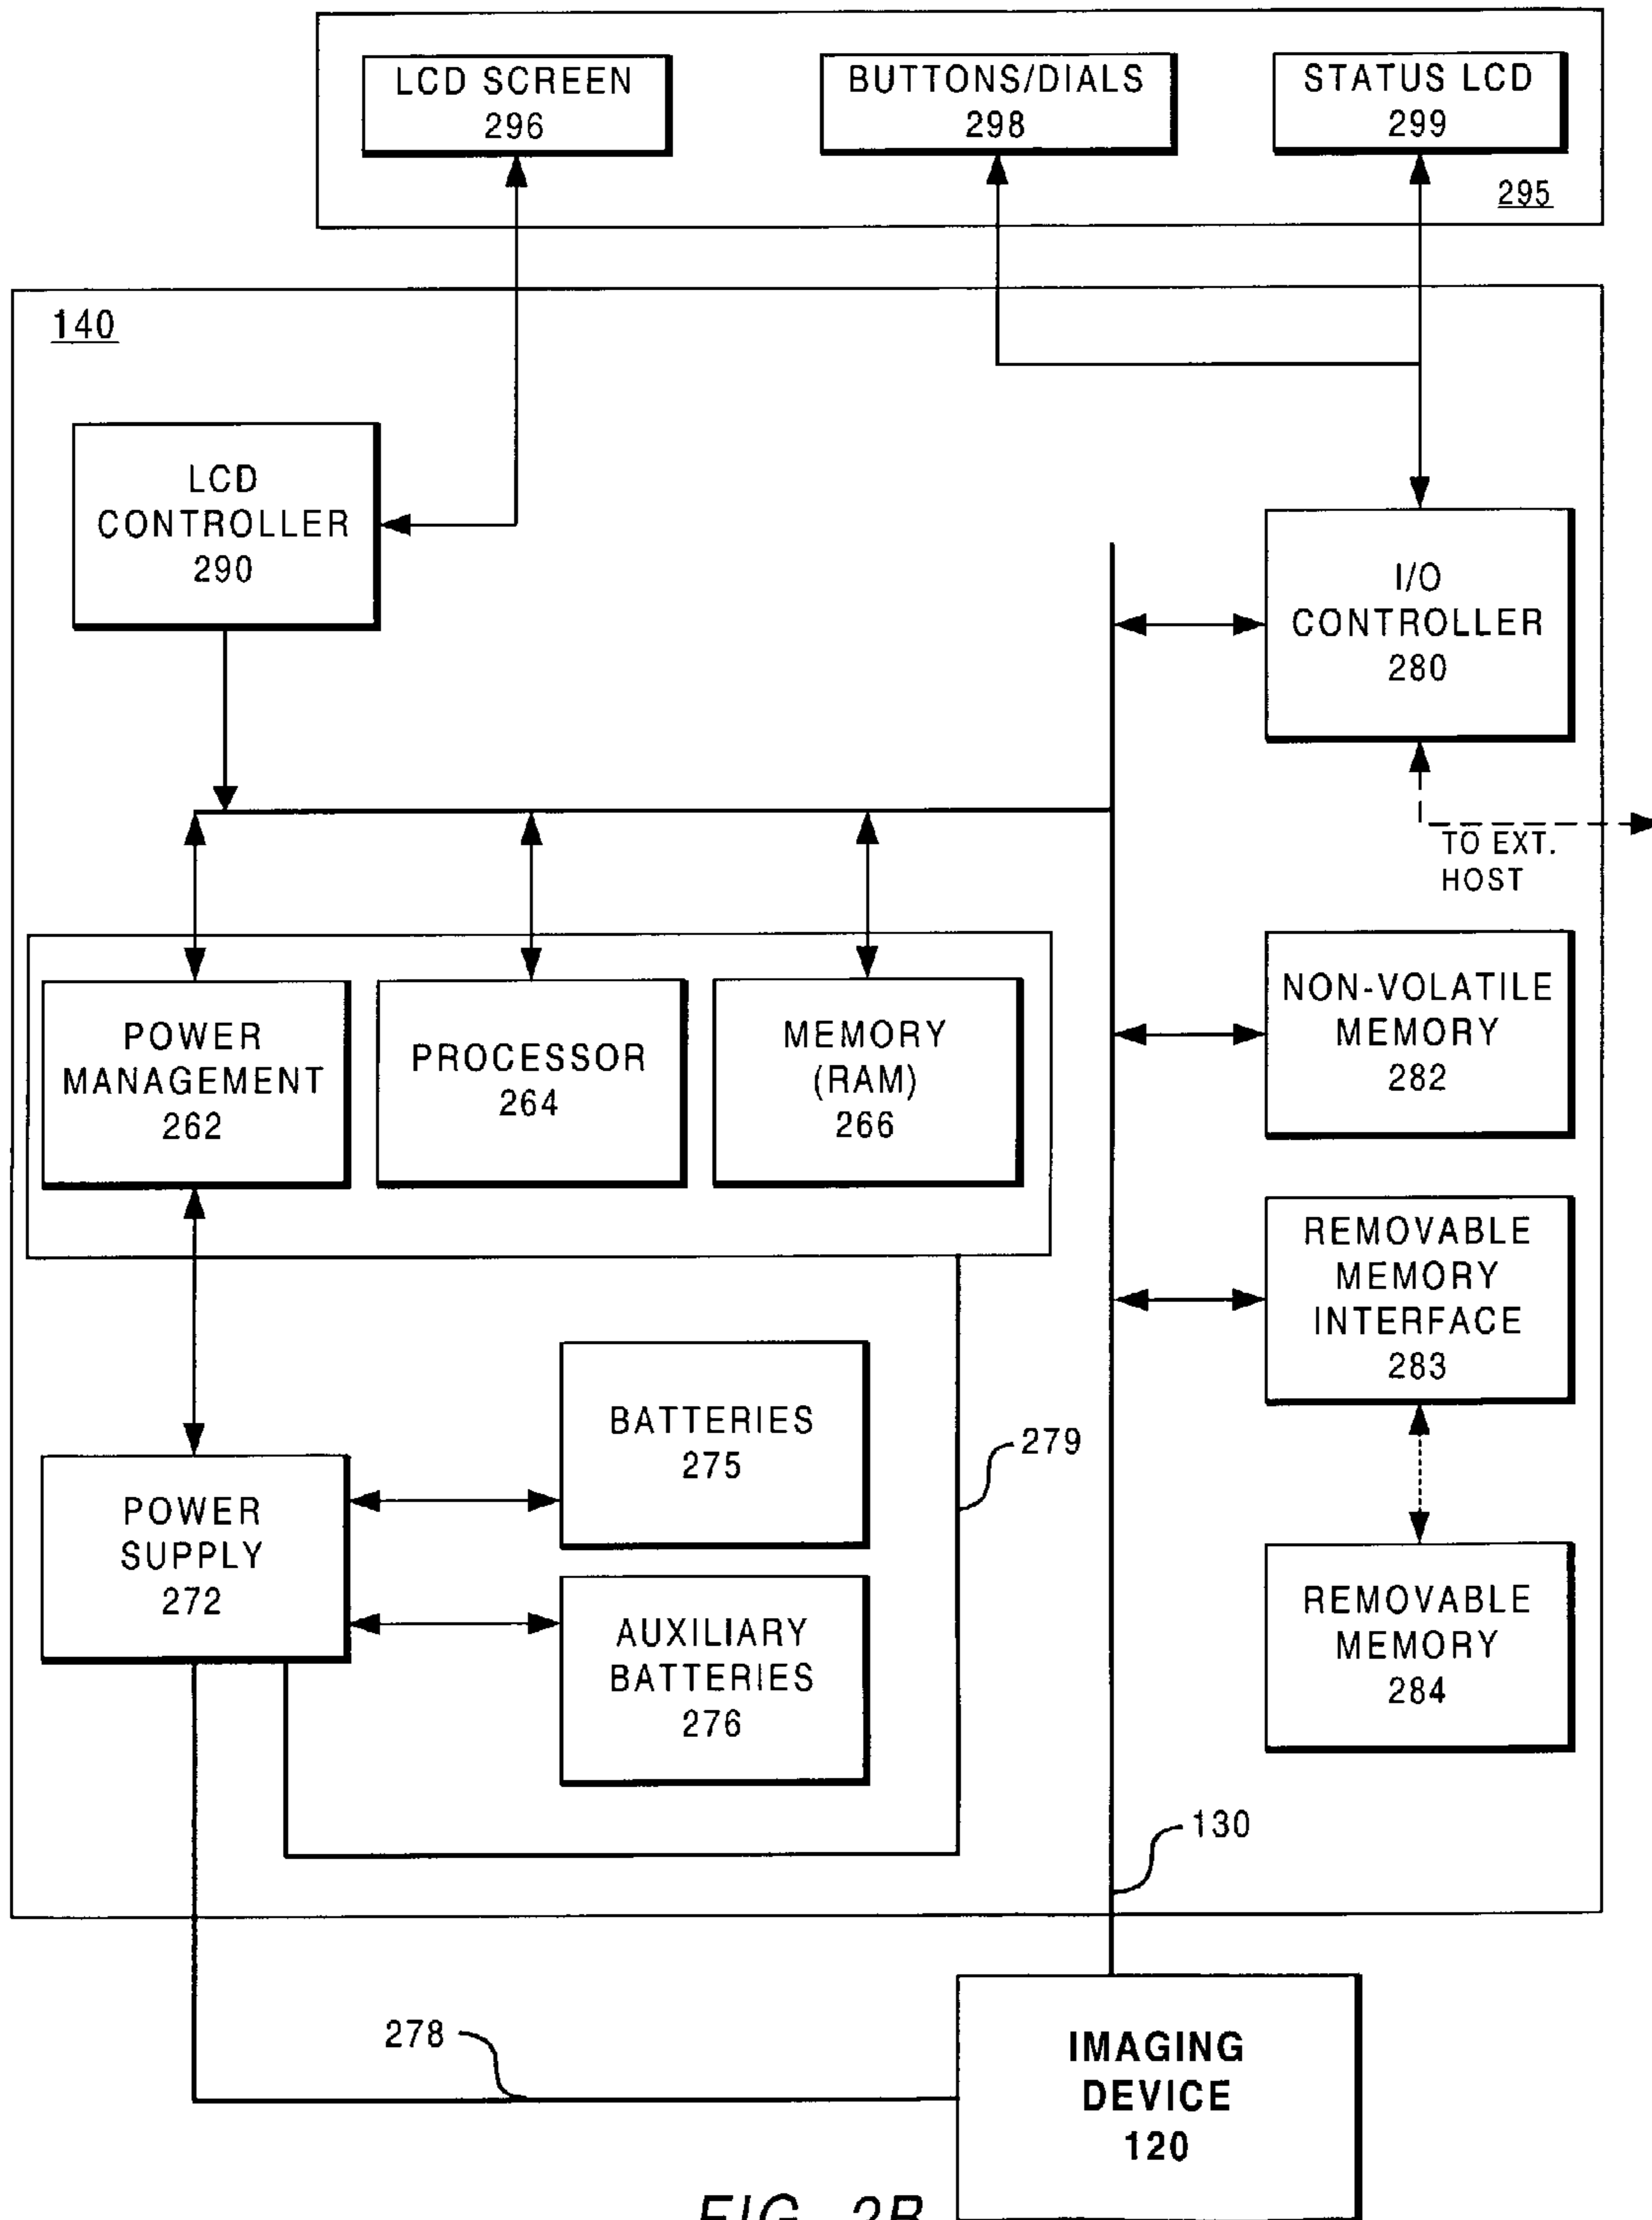 LCD SCREEN
296
BUTTONS/DIALS
298
STATUS LCD
299
295
140
LCD
CONTROLLER
290
I/O
CONTROLLER
280
TO EXT.
HOST
POWER
MANAGEMENT
262
PROCESSOR
264
MEMORY
(RAM)
266
NON-VOLATILE
MEMORY
282
REMOVABLE
MEMORY
INTERFACE
283
BATTERIES
275
279
POWER
SUPPLY
272
AUXILIARY
BATTERIES
276
REMOVABLE
MEMORY
284
130
278
IMAGING
DEVICE
120
FIG. 2B